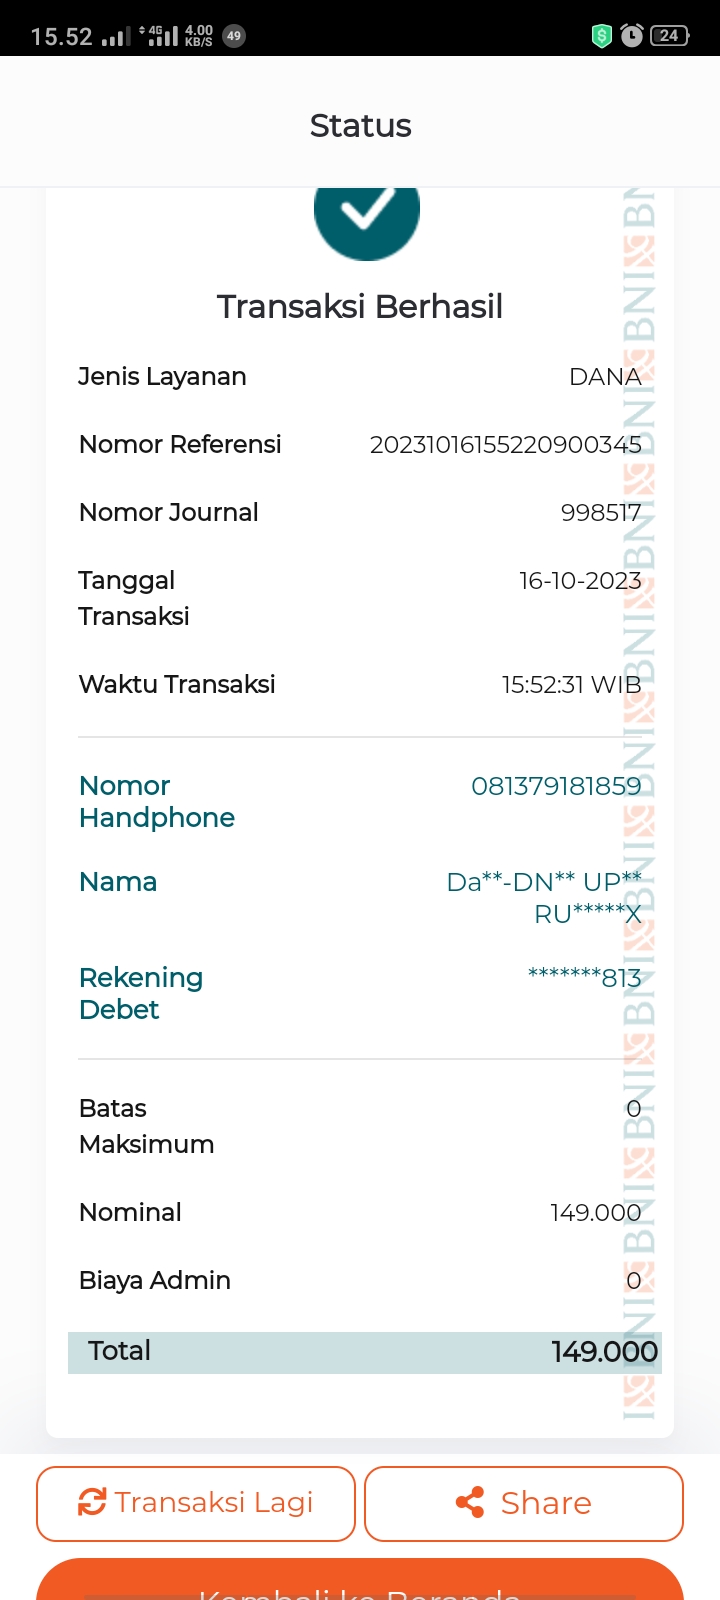 15.52 4G 4.00 KB/S 49 24
Status
Transaksi Berhasil
Jenis Layanan DANA
Nomor Referensi 20231016155220900345
Nomor Journal 998517
Tanggal Transaksi 16-10-2023
Waktu Transaksi 15:52:31 WIB
Nomor Handphone 081379181859
Nama Da**-DN** UP** RU*****X
Rekening Debet *******813
Batas Maksimum 0
Nominal 149.000
Biaya Admin 0
Total 149.000
BNI BNI BNI BNI BNI BNI BNI BNI BNI BNI
Transaksi Lagi
Share
Kembali ke Beranda